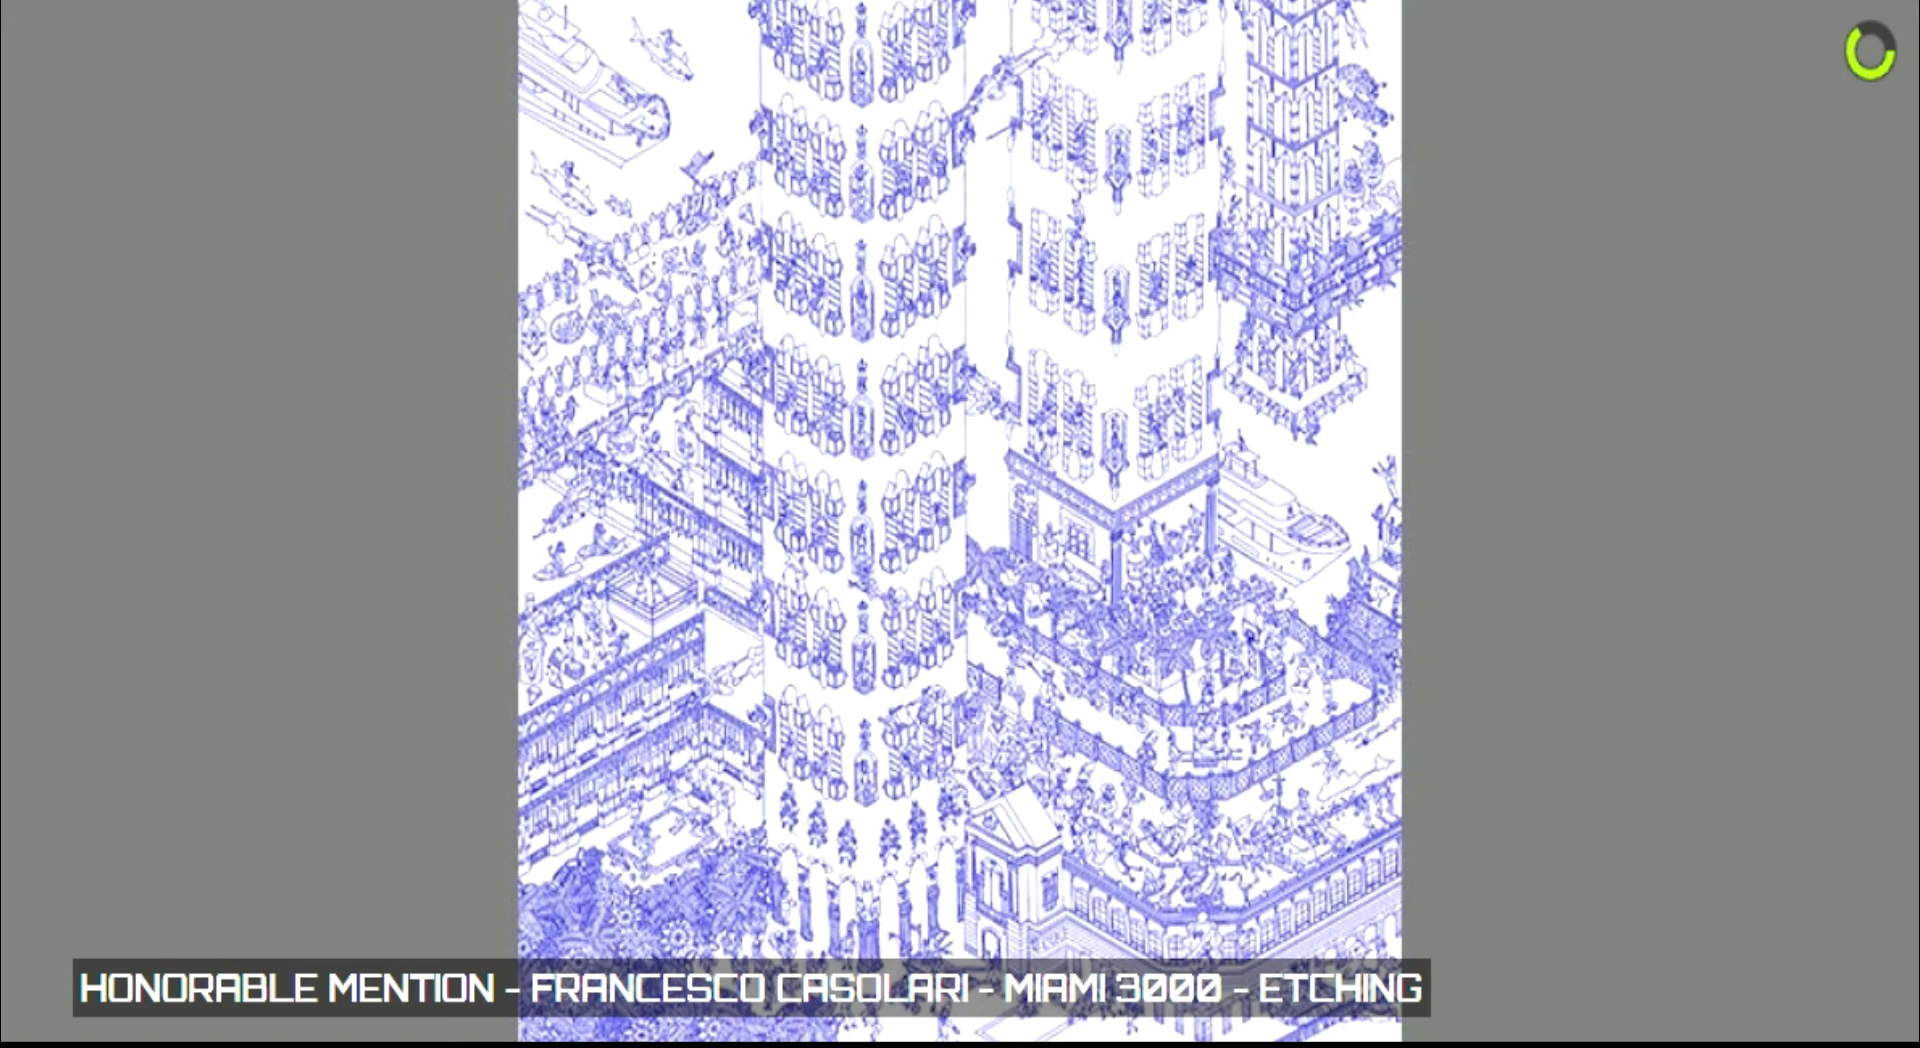 HONORABLE MENTION - FRANCESCO CASOLARI - MIAMI 3000 - ETCHING